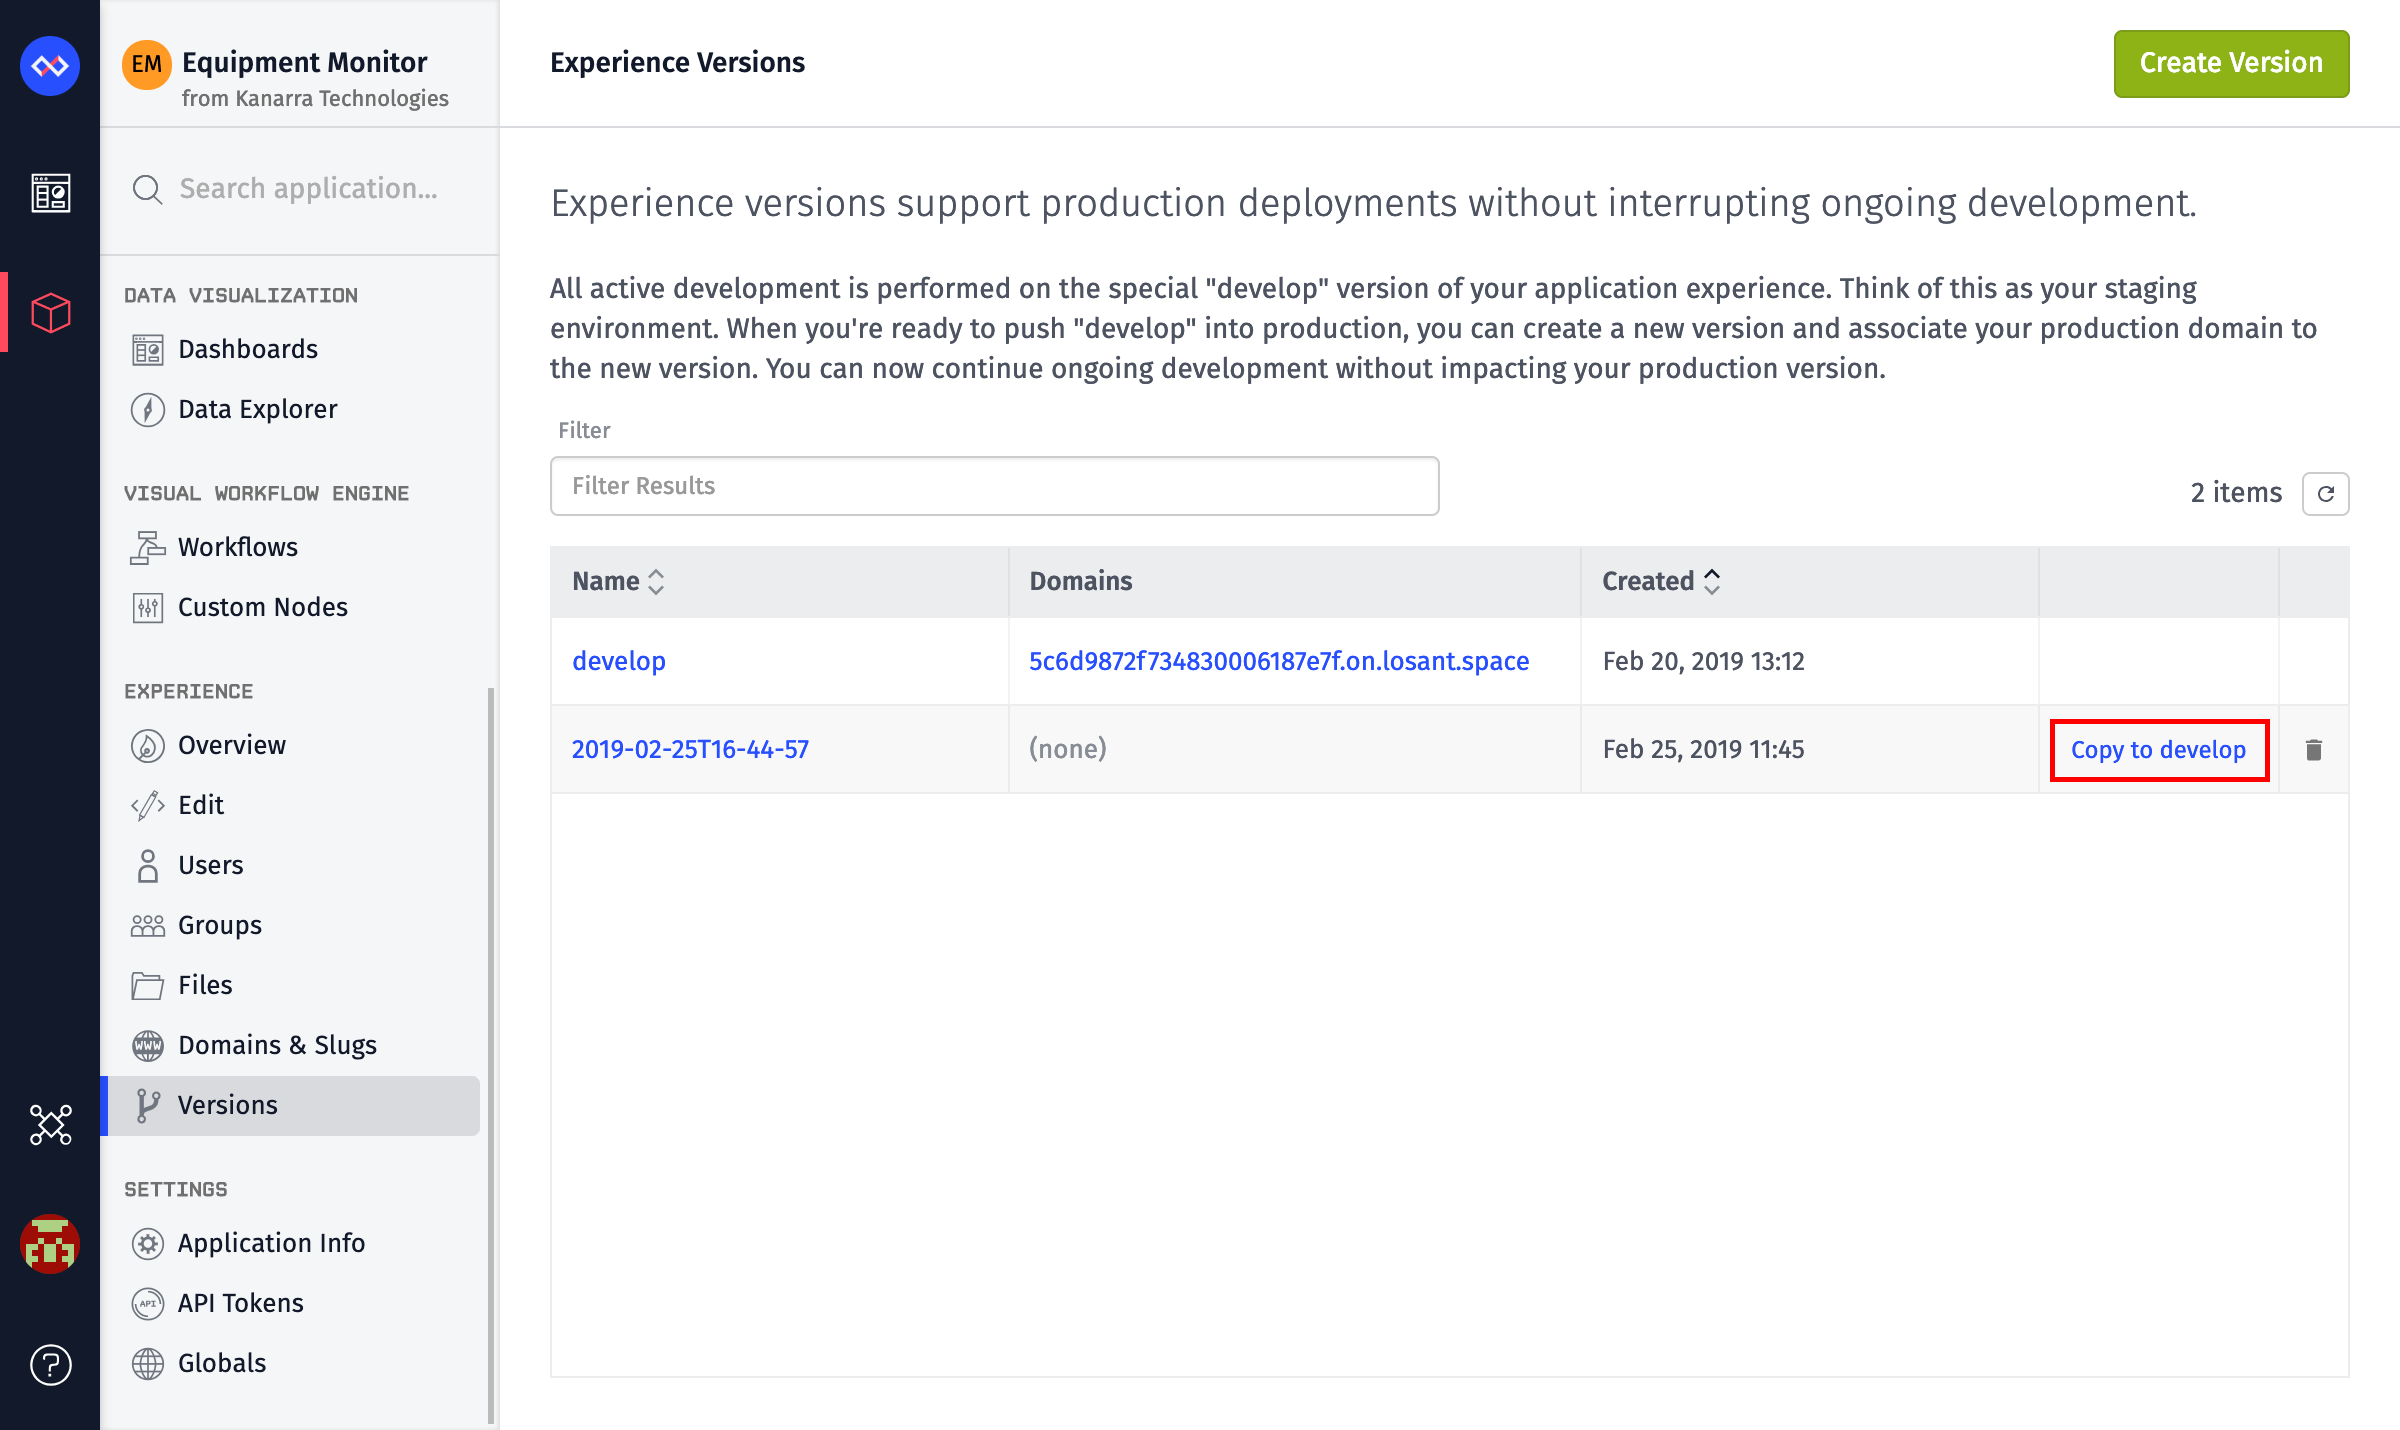 EM
Equipment Monitor
from Kanarra Technologies
Search application...
DATA VISUALIZATION
Dashboards
Data Explorer
VISUAL WORKFLOW ENGINE
Workflows
Custom Nodes
EXPERIENCE
Overview
Edit
Users
Groups
Files
WWW
Domains & Slugs
Versions
SETTINGS
Application Info
API
API Tokens
Globals
Experience Versions
Create Version
Experience versions support production deployments without interrupting ongoing development.
All active development is performed on the special "develop" version of your application experience. Think of this as your staging
environment. When you're ready to push "develop" into production, you can create a new version and associate your production domain to
the new version. You can now continue ongoing development without impacting your production version.
Filter
Filter Results
2 items
Name Domains Created
develop 5c6d9872f734830006187e7f.on.losant.space Feb 20, 2019 13:12
2019-02-25T16-44-57 (none) Feb 25, 2019 11:45 Copy to develop